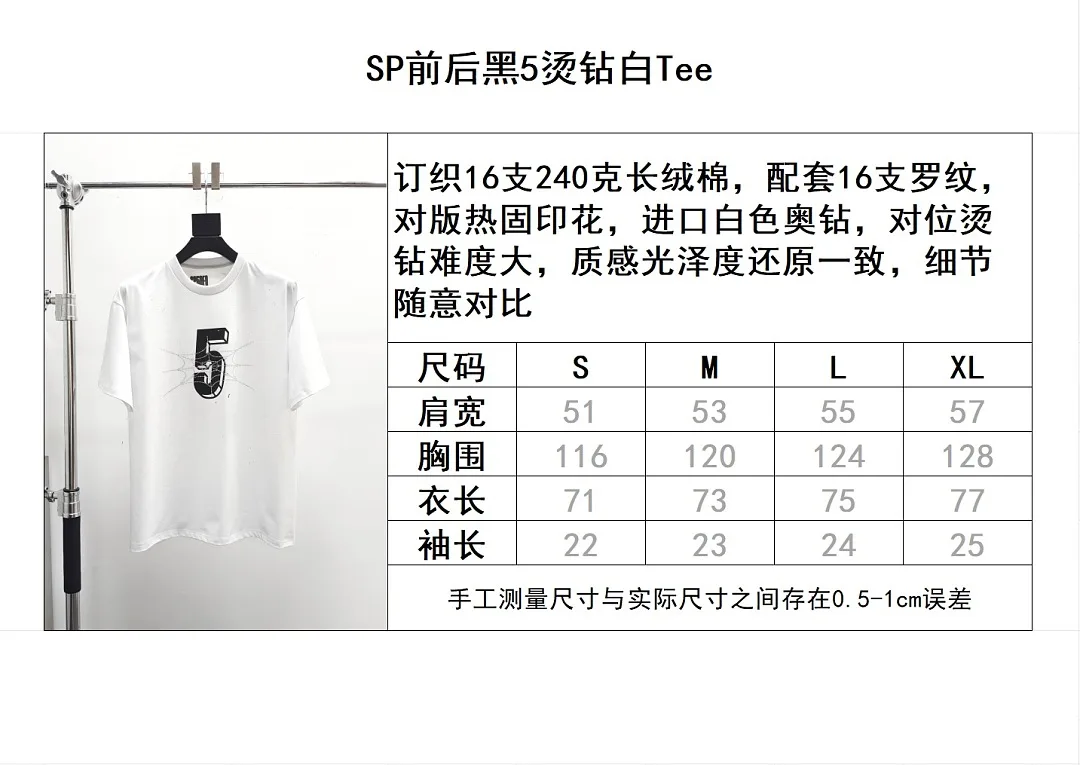 SP前后黑5烫钻白Tee
订织16支240克长绒棉，配套16支罗纹，
对版热固印花，进口白色奥钻，对位烫
钻难度大，质感光泽度还原一致，细节
随意对比
尺码 S M L XL
肩宽 51 53 55 57
胸围 116 120 124 128
衣长 71 73 75 77
袖长 22 23 24 25
手工测量尺寸与实际尺寸之间存在0.5-1cm误差
5